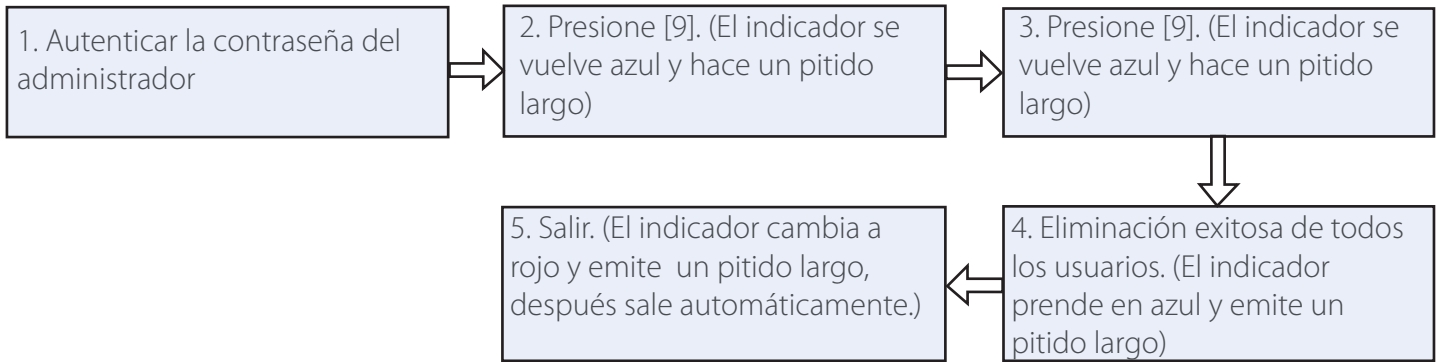 1. Autenticar la contraseña del
administrador
2. Presione [9]. (El indicador se
vuelve azul y hace un pitido
largo)
3. Presione [9]. (El indicador se
vuelve azul y hace un pitido
largo)
4. Eliminación exitosa de todos
los usuarios. (El indicador
prende en azul y emite un
pitido largo)
5. Salir. (El indicador cambia a
rojo y emite  un pitido largo,
después sale automáticamente.)